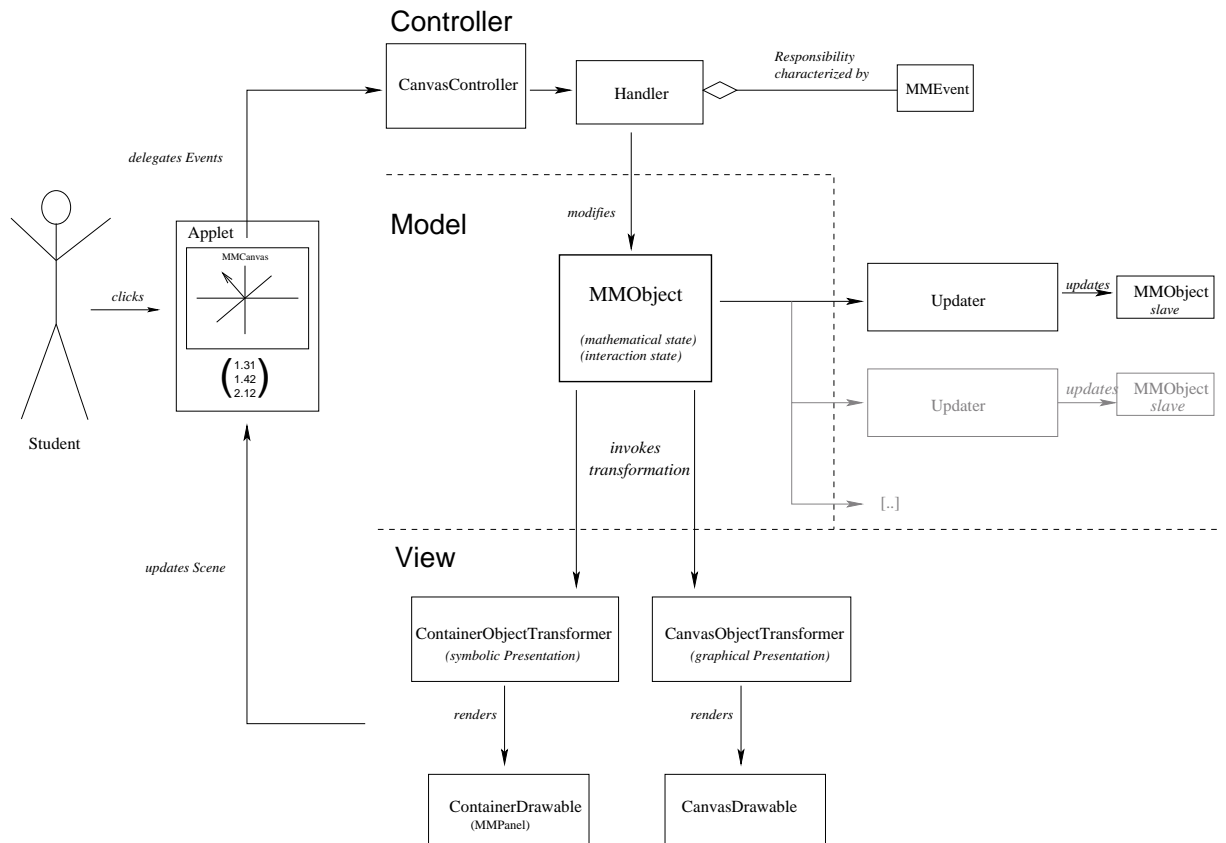 Controller
CanvasController
Handler
Responsibility
characterized by
MMEvent
delegates Events
Model
modifies
Applet
MMCanvas
1.31
1.42
2.12
clicks
Student
MMObject
(mathematical state)
(interaction state)
Updater
updates
MMObject
slave
Updater
updates
MMObject
slave
[..]
invokes
transformation
updates Scene
View
ContainerObjectTransformer
(symbolic Presentation)
CanvasObjectTransformer
(graphical Presentation)
renders
renders
ContainerDrawable
(MMPanel)
CanvasDrawable